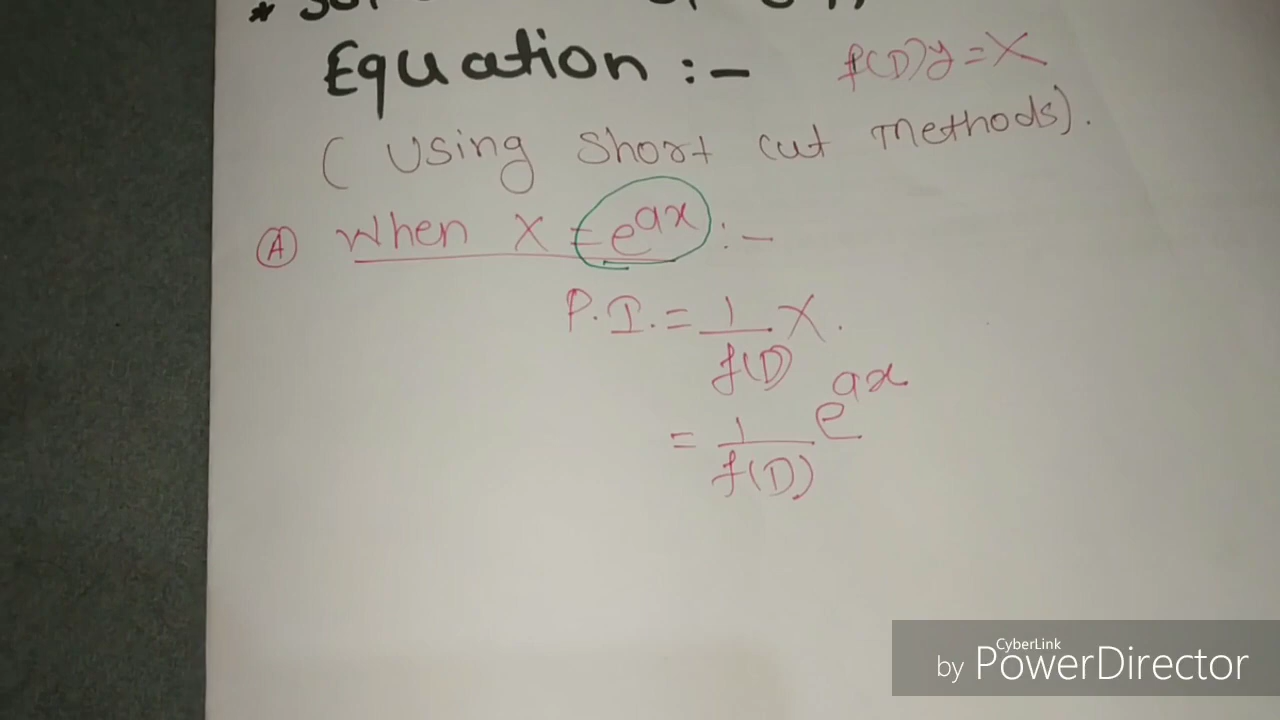 Equation :- f(D)y = X
( Using Short cut Methods).
(A) When X = e^ax :-
P.I. = 1/f(D) X.
= 1/f(D) e^ax
CyberLink
by PowerDirector